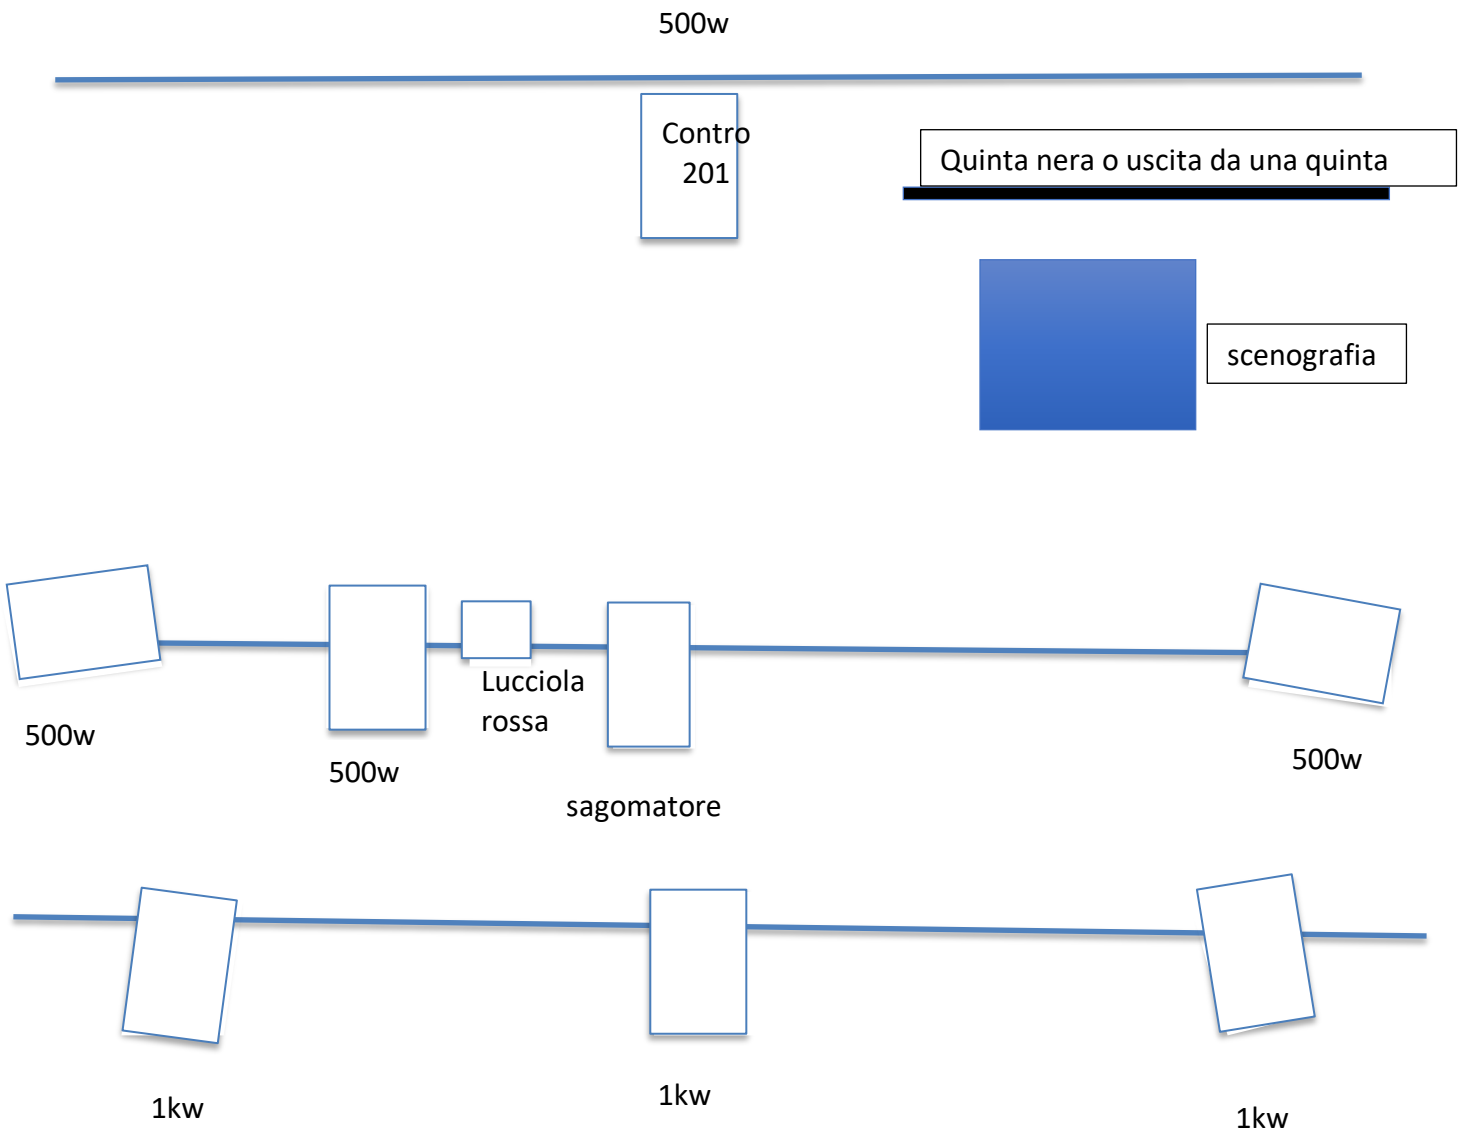 500w
Contro
201
Quinta nera o uscita da una quinta
scenografia
Lucciola
rossa
500w
500w
500w
sagomatore
1kw
1kw
1kw